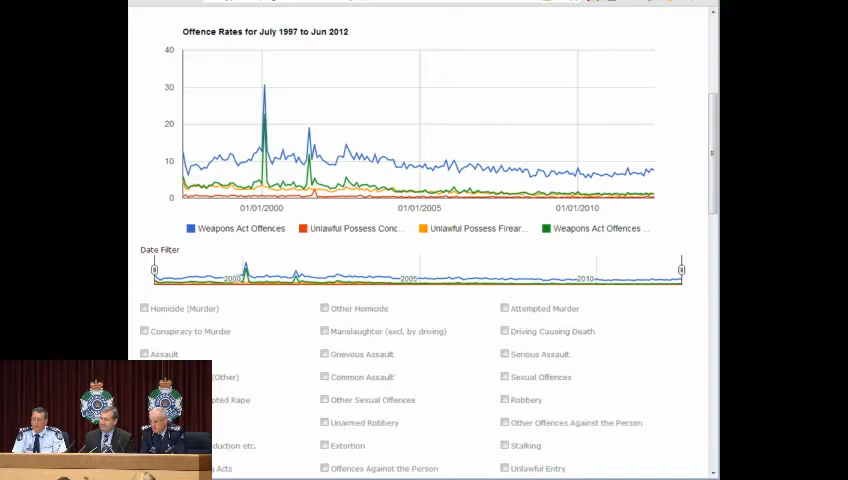 Offence Rates for July 1997 to Jun 2012
40
30
20
10
0
01/01/2000 01/01/2005 01/01/2010
Weapons Act Offences Unlawful Possess Conc... Unlawful Possess Firear... Weapons Act Offences ...
Date Filter
2000 2005 2010
Homicide (Murder) Other Homicide Attempted Murder
Conspiracy to Murder Manslaughter (excl. by driving) Driving Causing Death
Assault Grievous Assault Serious Assault
(Other) Common Assault' Sexual Offences
pted Rape Other Sexual Offences Robbery
Unarmed Robbery Other Offences Against the Person
duction etc. Extortion Stalking
g Acts Offences Against the Person Unlawful Entry